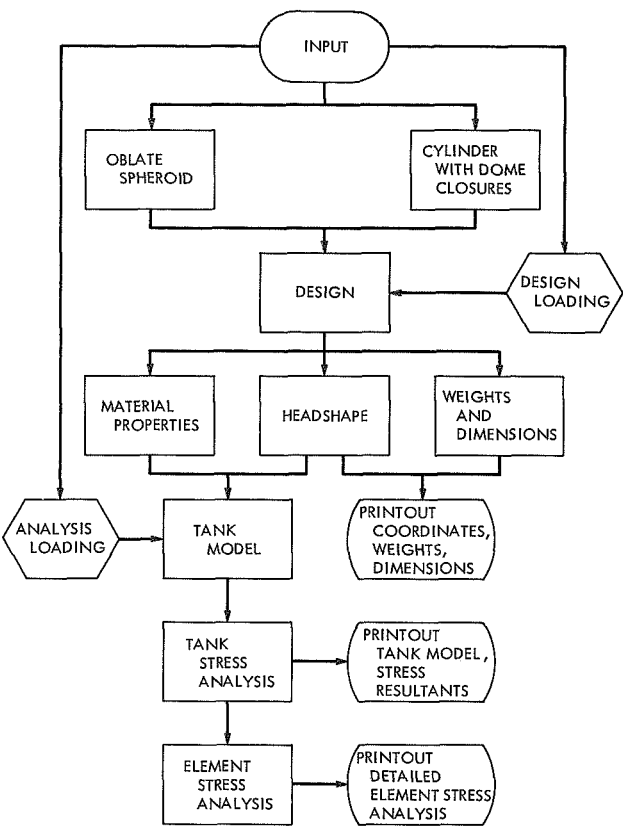 INPUT
OBLATE
SPHEROID
CYLINDER
WITH DOME
CLOSURES
DESIGN
DESIGN
LOADING
MATERIAL
PROPERTIES
HEADSHAPE
WEIGHTS
AND
DIMENSIONS
ANALYSIS
LOADING
TANK
MODEL
PRINTOUT
COORDINATES,
WEIGHTS,
DIMENSIONS
TANK
STRESS
ANALYSIS
PRINTOUT
TANK MODEL,
STRESS
RESULTANTS
ELEMENT
STRESS
ANALYSIS
PRINTOUT
DETAILED
ELEMENT STRESS
ANALYSIS